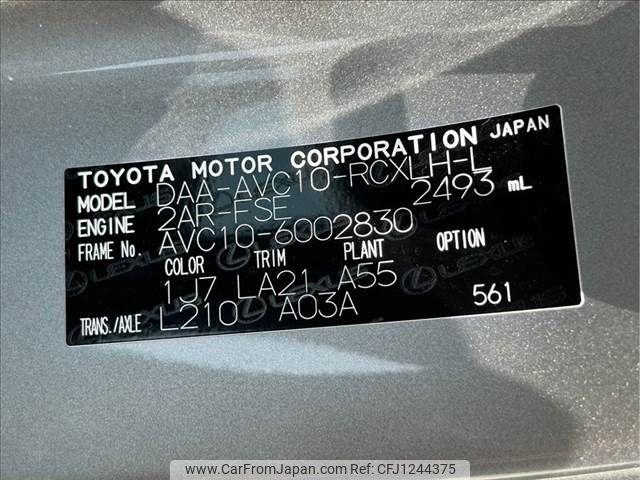 TOYOTA MOTOR CORPORATION JAPAN
MODEL DAA-AVC10-RCXLH-L
ENGINE 2AR-FSE 2493 mL
FRAME No. AVC10-6002830
COLOR TRIM PLANT OPTION
1J7 LA21 A55
TRANS./AXLE L210 A03A 561
www.CarFromJapan.com | Ref No. CFJ1244375